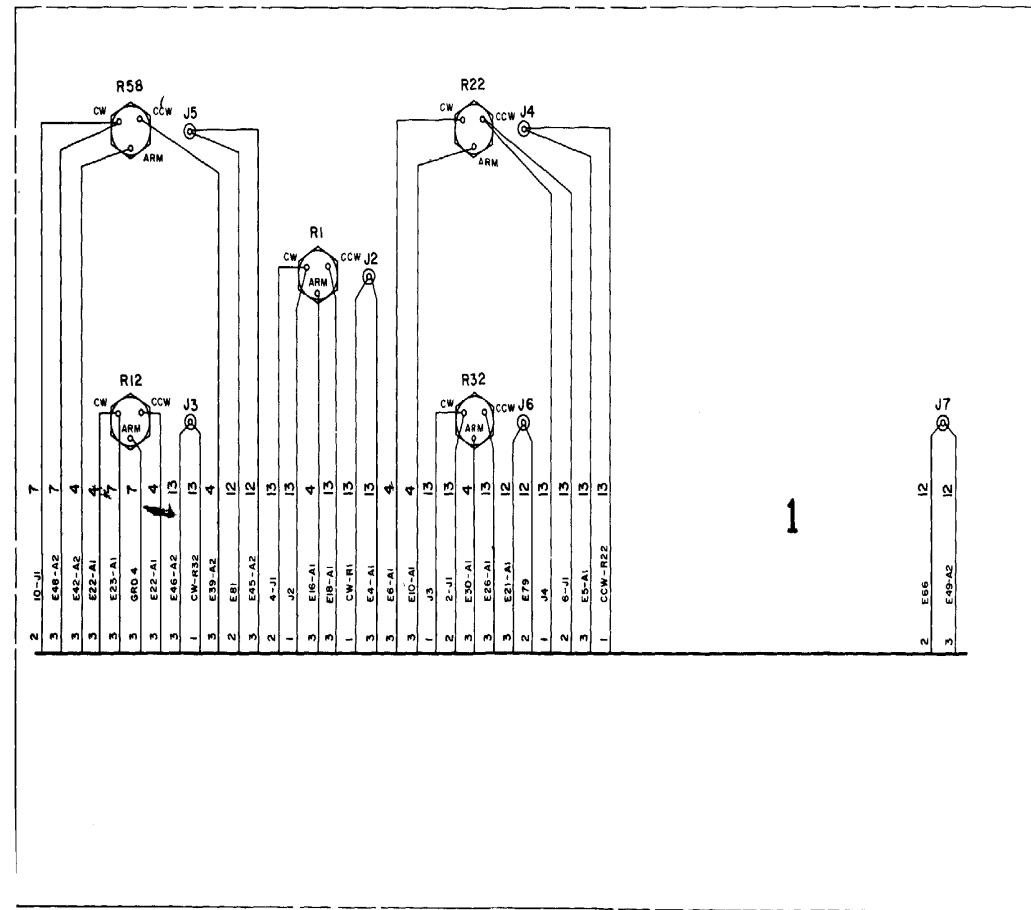 R58
R22
CW
CCW
J5
CW
CCW
J4
ARM
ARM
R1
CW
CCW
J2
ARM
R12
R32
CW
CCW
J3
CW
CCW
J6
J7
ARM
ARM
7 7 4 4 7 7 4 13 13 4 12 12 13 13 4 13 13 13 4 4 13 13 4 13 12 12 13 13 13 13 12 12
1
10-J1
E48-A2
E42-A2
E22-A1
E23-A1
GRD 4
E22-A1
E46-A2
CW-R32
E39-A2
E81
E45-A2
4-J1
J2
E16-A1
E18-A1
CW-R1
E4-A1
E6-A1
E10-A1
J3
2-J1
E30-A1
E26-A1
E21-A1
E79
J4
6-J1
E5-A1
CCW-R22
E66
E49-A2
2 3 3 3 3 3 3 3 1 3 2 3 2 1 3 3 1 3 3 3 1 2 3 3 3 2 1 2 3 1 2 3